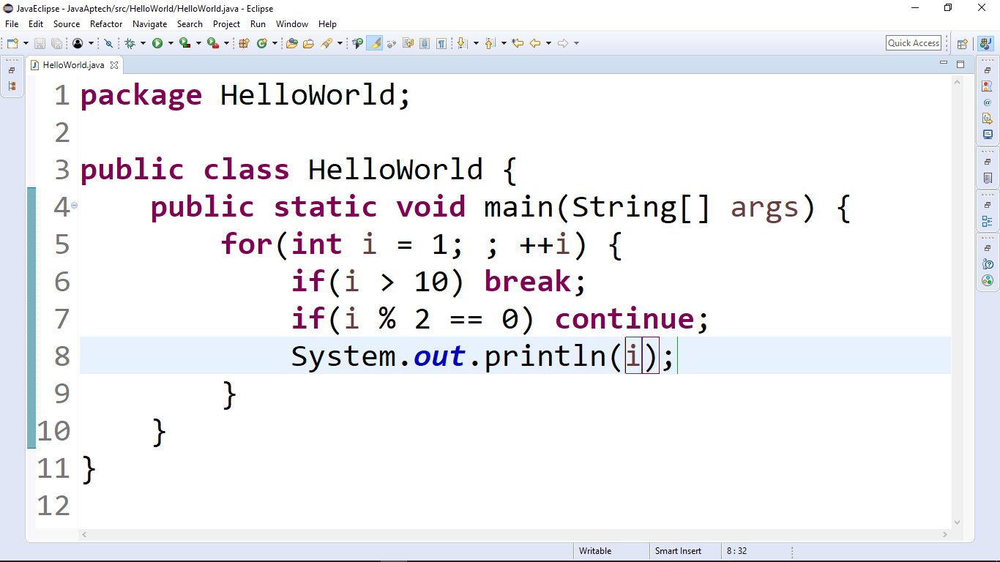 JavaEclipse - JavaAptech/src/HelloWorld/HelloWorld.java - Eclipse
File Edit Source Refactor Navigate Search Project Run Window Help
Quick Access
HelloWorld.java
1 package HelloWorld;
2
3 public class HelloWorld {
4     public static void main(String[] args) {
5         for(int i = 1; ; ++i) {
6             if(i > 10) break;
7             if(i % 2 == 0) continue;
8             System.out.println(i);
9         }
10     }
11 }
12
Writable Smart Insert 8 : 32